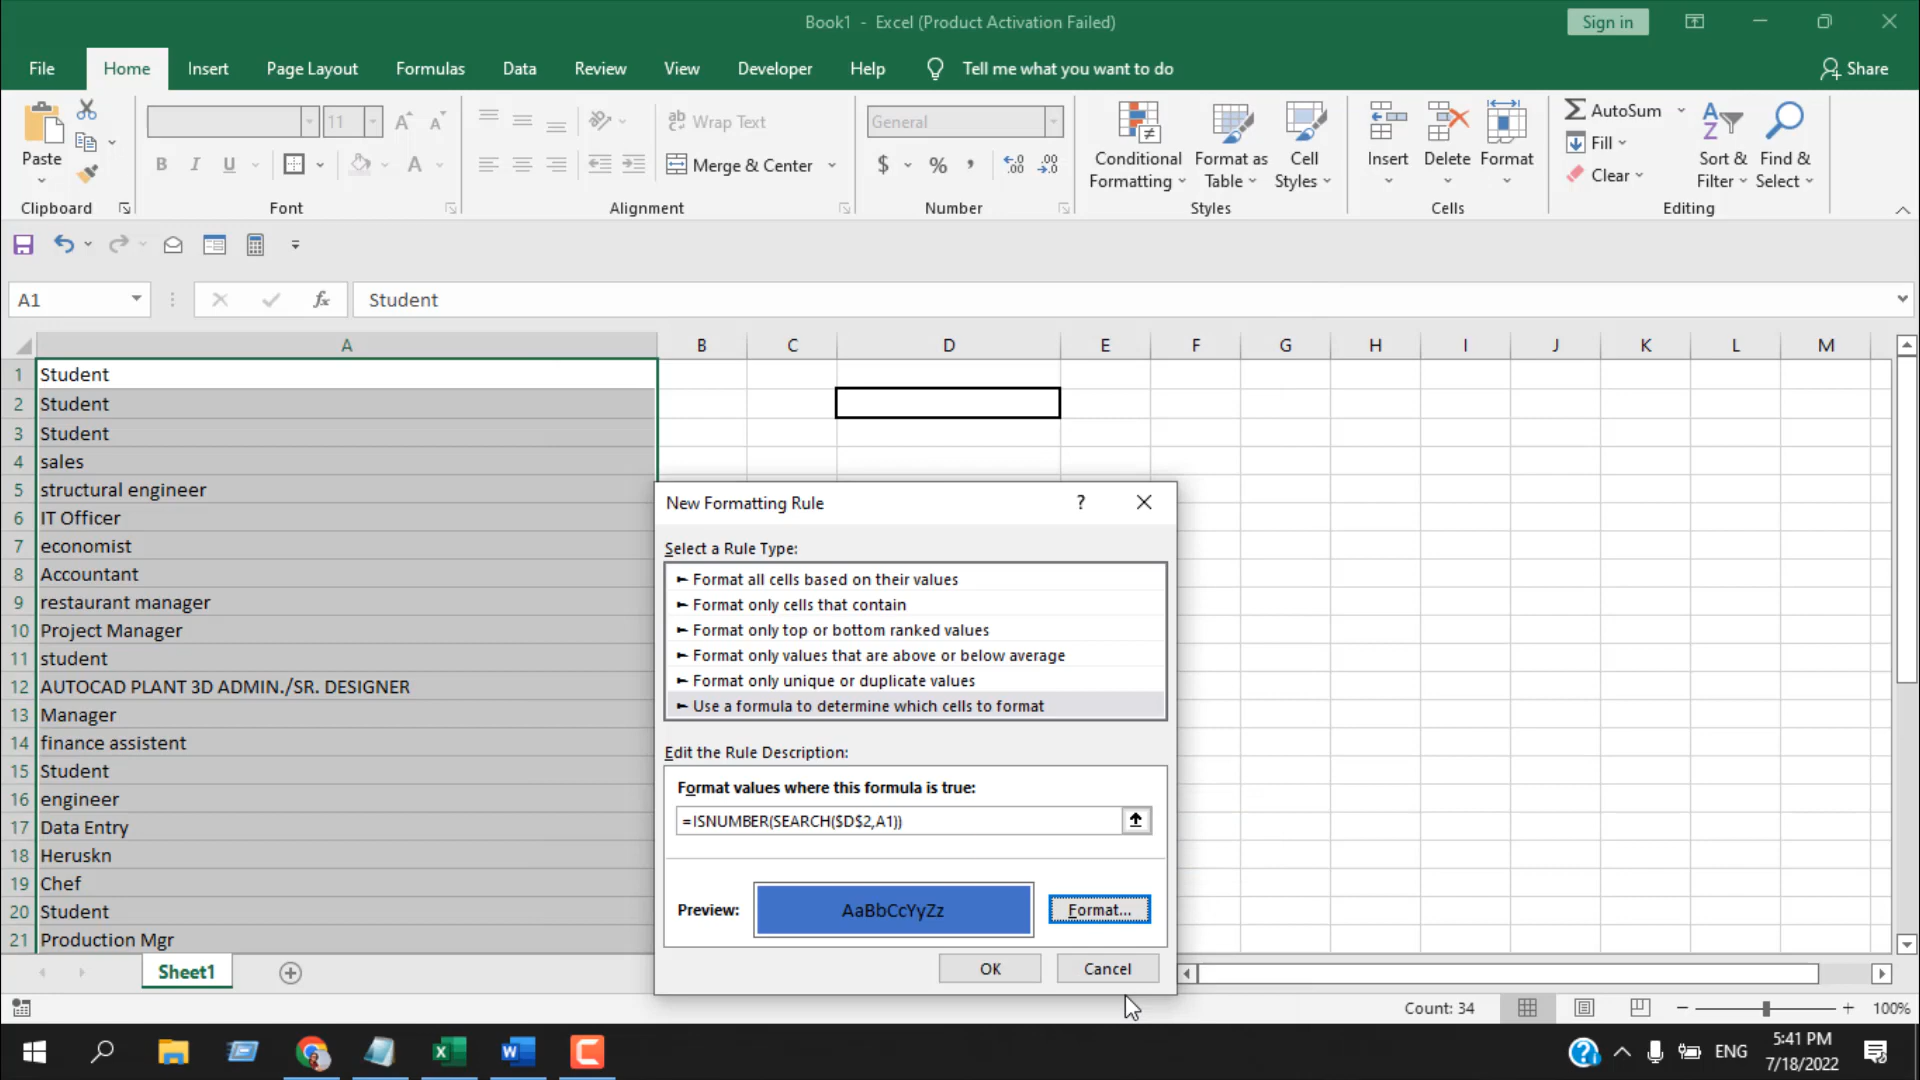 Book1 - Excel (Product Activation Failed)
Sign in
File
Home
Insert
Page Layout
Formulas
Data
Review
View
Developer
Help
Tell me what you want to do
Share
Paste
Clipboard
11
B I U
A
Font
ab Wrap Text
Merge & Center
Alignment
General
$ % ,
Number
Conditional Formatting
Format as Table
Cell Styles
Styles
Insert
Delete
Format
Cells
AutoSum
Fill
Clear
Sort & Filter
Find & Select
Editing
A1
fx
Student
A B C D E F G H I J K L M
1 Student
2 Student
3 Student
4 sales
5 structural engineer
6 IT Officer
7 economist
8 Accountant
9 restaurant manager
10 Project Manager
11 student
12 AUTOCAD PLANT 3D ADMIN./SR. DESIGNER
13 Manager
14 finance assistent
15 Student
16 engineer
17 Data Entry
18 Heruskn
19 Chef
20 Student
21 Production Mgr
New Formatting Rule
?
Select a Rule Type:
► Format all cells based on their values
► Format only cells that contain
► Format only top or bottom ranked values
► Format only values that are above or below average
► Format only unique or duplicate values
► Use a formula to determine which cells to format
Edit the Rule Description:
Format values where this formula is true:
=ISNUMBER(SEARCH($D$2,A1))
Preview:
AaBbCcYyZz
Format...
OK
Cancel
Sheet1
Count: 34
100%
ENG
5:41 PM
7/18/2022